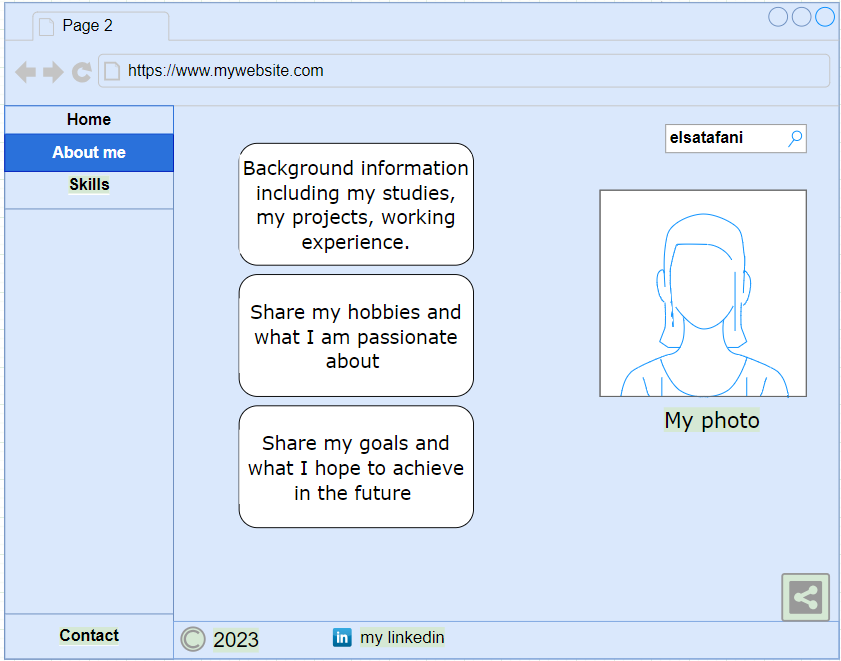 Page 2
https://www.mywebsite.com
Home
About me
Skills
elsatafani
Background information
including my studies,
my projects, working
experience.
Share my hobbies and
what I am passionate
about
Share my goals and
what I hope to achieve
in the future
My photo
Contact
© 2023
in my linkedin